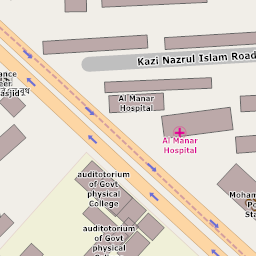 Kazi Nazrul Islam Road
Al Manar
Hospital
Al Manar
Hospital
auditotorium
of Govt
physical
College
auditotorium
of Govt
physical